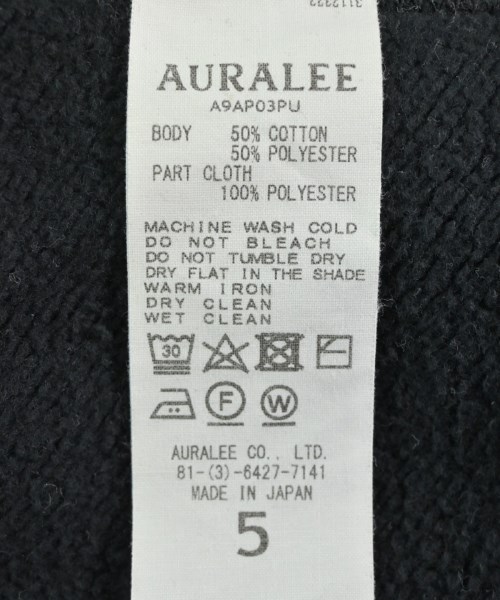 AURALEE
A9AP03PU
BODY 50% COTTON
50% POLYESTER
PART CLOTH
100% POLYESTER
MACHINE WASH COLD
DO NOT BLEACH
DO NOT TUMBLE DRY
DRY FLAT IN THE SHADE
WARM IRON
DRY CLEAN
WET CLEAN
30
F W
AURALEE CO., LTD.
81-(3)-6427-7141
MADE IN JAPAN
5